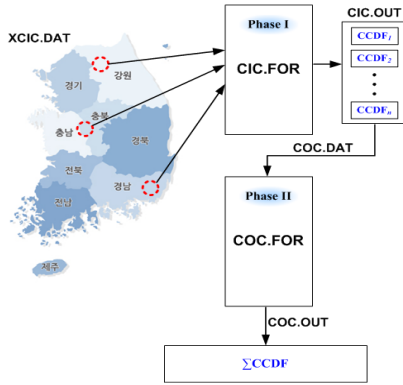 XCIC.DAT
경기
강원
충남
충북
경북
전북
경남
전남
제주
Phase I
CIC.FOR
CIC.OUT
CCDF1
CCDF2
CCDFn
COC.DAT
Phase II
COC.FOR
COC.OUT
∑CCDF